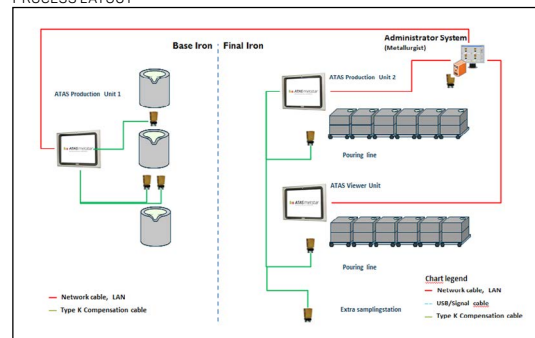 PROCESS LAYOUT
Base Iron
Final Iron
Administrator System
(Metallurgist)
ATAS Production Unit 1
ATAS Production Unit 2
Pouring line
ATAS Viewer Unit
Pouring line
Extra samplingstation
Network cable, LAN
Type K Compensation cable
Chart legend
Network cable, LAN
USB/Signal cable
Type K Compensation cable